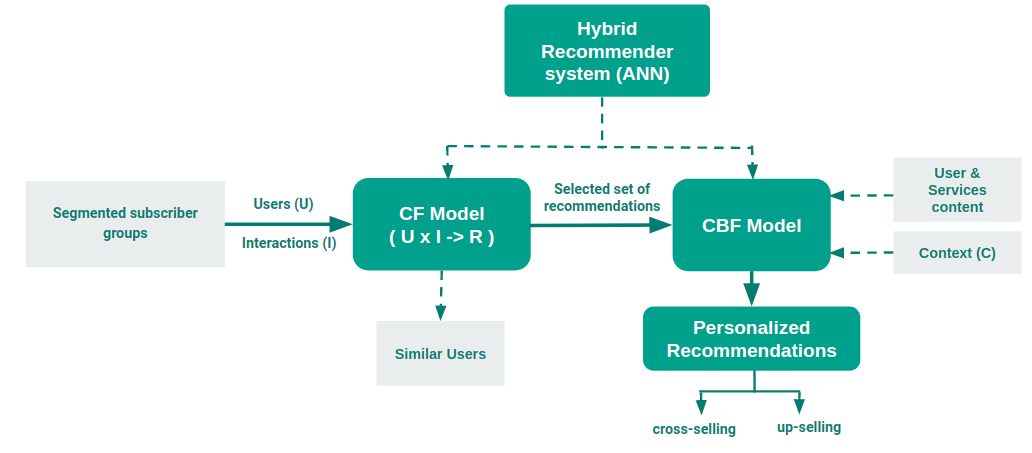 Hybrid
Recommender
system (ANN)
Segmented subscriber
groups
Users (U)
Interactions (I)
CF Model
( U x I -> R )
Selected set of
recommendations
CBF Model
User &
Services
content
Context (C)
Similar Users
Personalized
Recommendations
cross-selling
up-selling